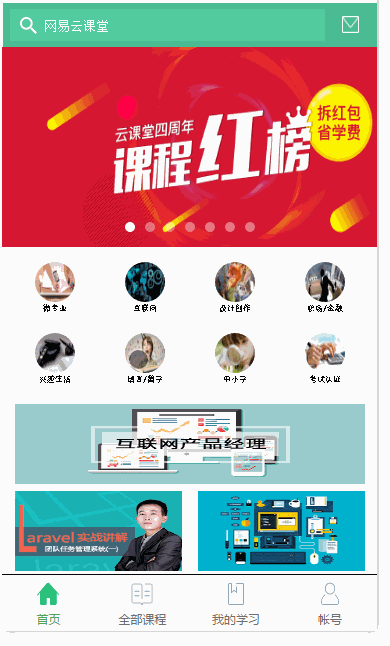 网易云课堂
云课堂四周年
课程红榜
拆红包
省学费
微专业
互联网
设计创作
职场/金融
兴趣生活
语言/留学
中小学
考试认证
互联网产品经理
Laravel 实战讲解
团队任务管理系统(一)
首页
全部课程
我的学习
帐号